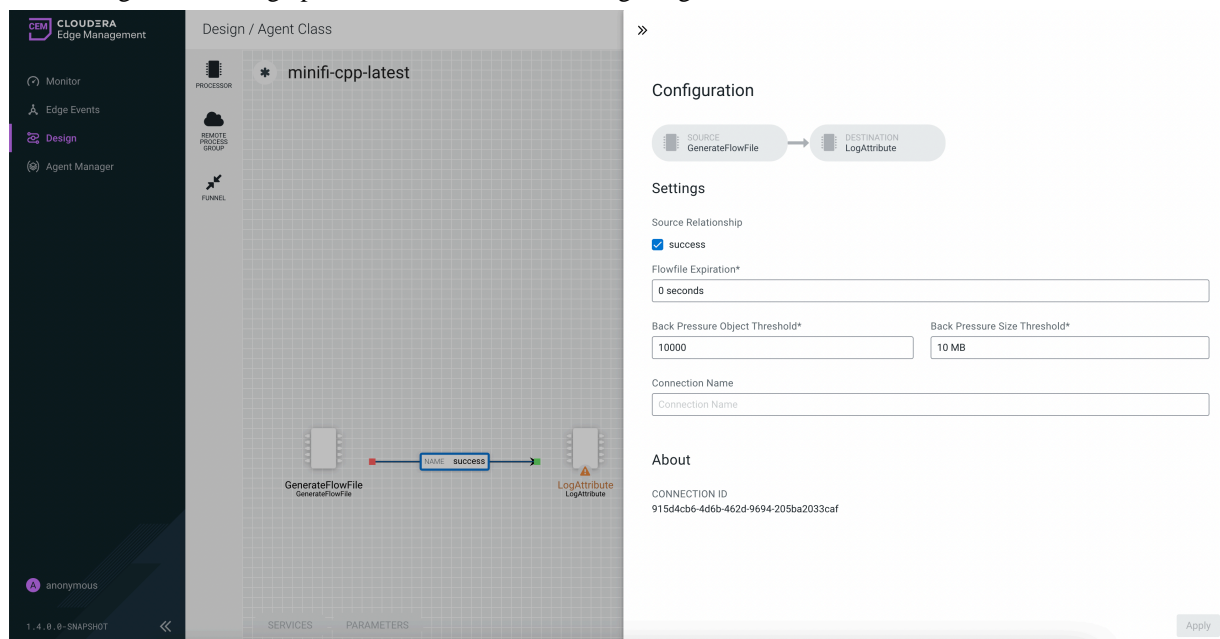 CEM CLOUDERA
Edge Management
Monitor
Edge Events
Design
Agent Manager
A anonymous
1.4.0.0-SNAPSHOT
Design / Agent Class
PROCESSOR
REMOTE
PROCESS
GROUP
FUNNEL
minifi-cpp-latest
GenerateFlowFile
GenerateFlowFile
NAME success
LogAttribute
LogAttribute
SERVICES PARAMETERS
Configuration
SOURCE
GenerateFlowFile
DESTINATION
LogAttribute
Settings
Source Relationship
success
Flowfile Expiration*
0 seconds
Back Pressure Object Threshold* Back Pressure Size Threshold*
10000 10 MB
Connection Name
Connection Name
About
CONNECTION ID
915d4cb6-4d6b-462d-9694-205ba2033caf
Apply